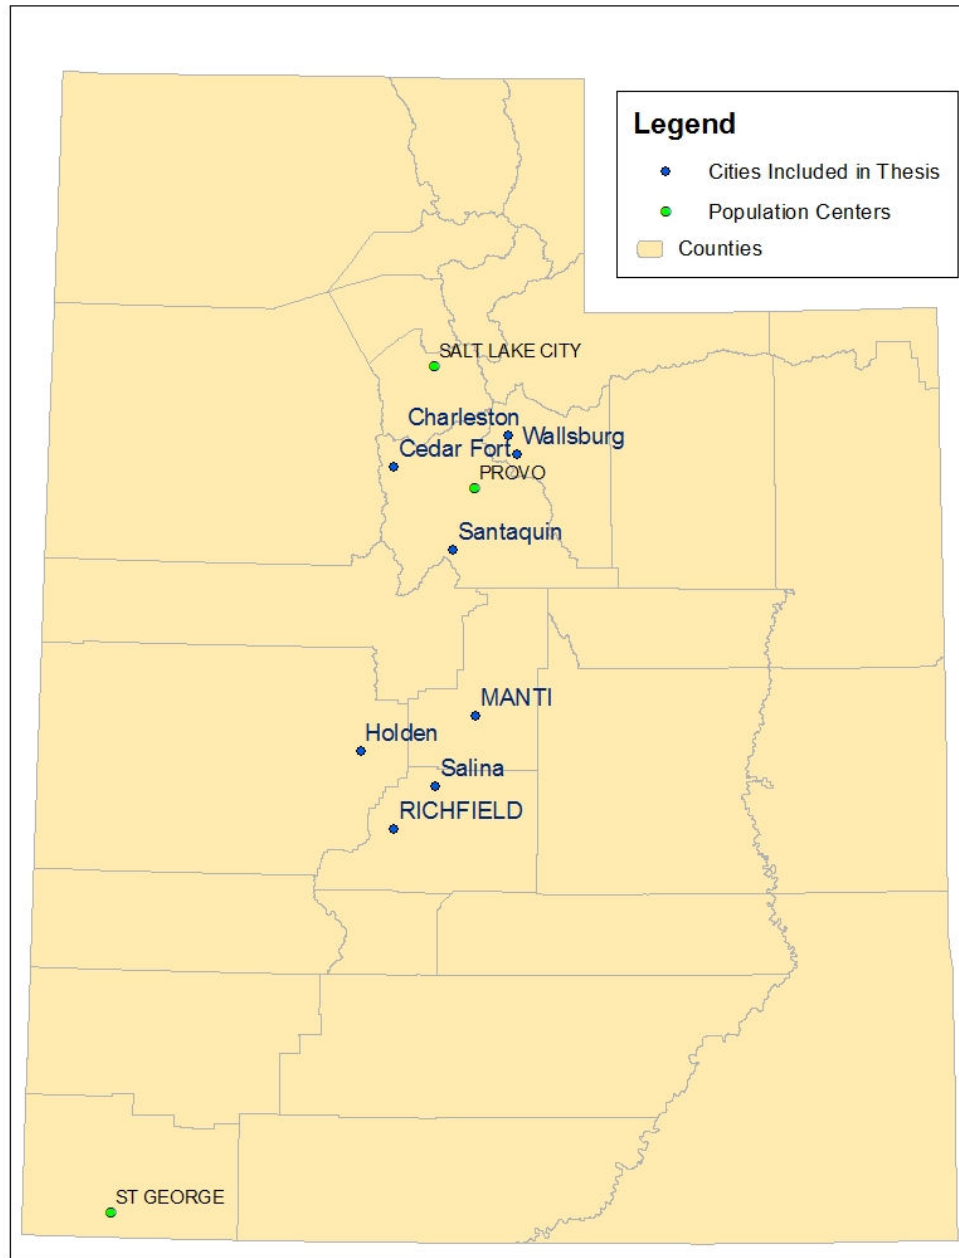 Legend
Cities Included in Thesis
Population Centers
Counties
SALT LAKE CITY
Charleston
Wallsburg
Cedar Fort
PROVO
Santaquin
MANTI
Holden
Salina
RICHFIELD
ST GEORGE